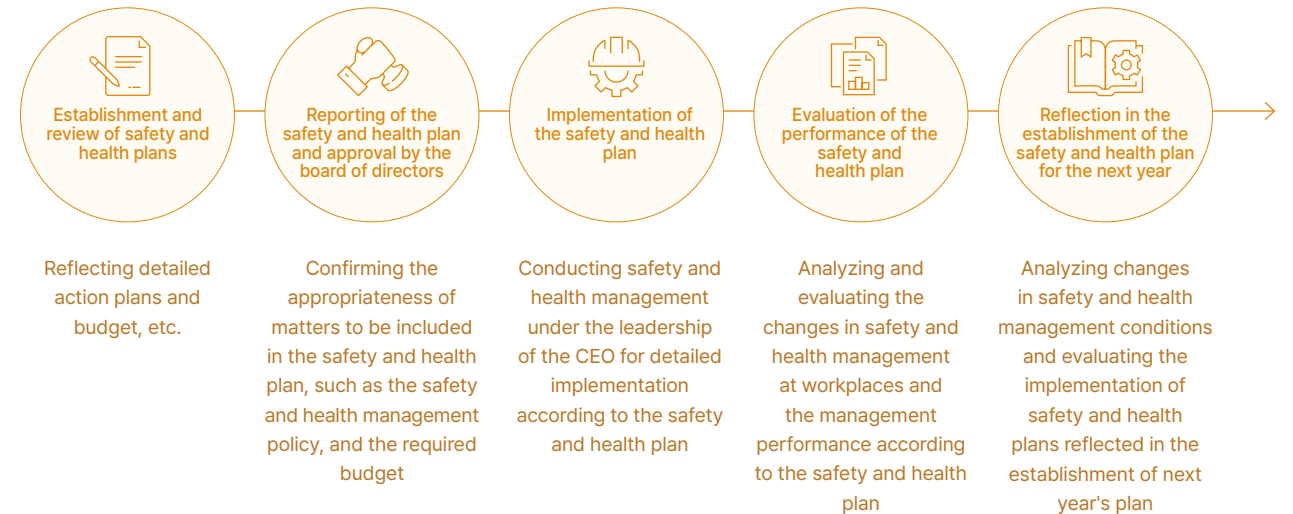 Establishment and
review of safety and
health plans
Reporting of the
safety and health plan
and approval by the
board of directors
Implementation of
the safety and health
plan
Evaluation of the
performance of the
safety and
health plan
Reflection in the
establishment of the
safety and health plan
for the next year
Reflecting detailed
action plans and
budget, etc.
Confirming the
appropriateness of
matters to be included
in the safety and health
plan, such as the safety
and health management
policy, and the required
budget
Conducting safety and
health management
under the leadership
of the CEO for detailed
implementation
according to the safety
and health plan
Analyzing and
evaluating the
changes in safety and
health management
at workplaces and
the management
performance according
to the safety and health
plan
Analyzing changes
in safety and health
management conditions
and evaluating the
implementation of
safety and health
plans reflected in the
establishment of next
year's plan